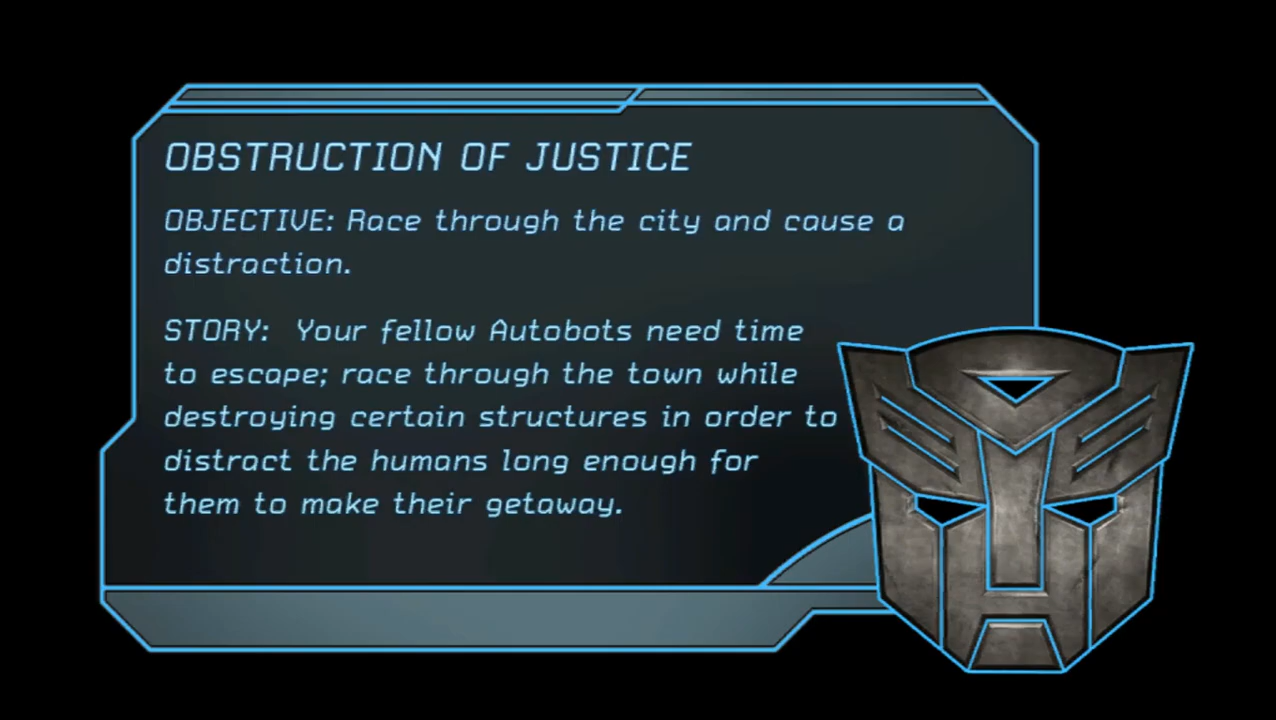 OBSTRUCTION OF JUSTICE
OBJECTIVE: Race through the city and cause a
distraction.
STORY: Your fellow Autobots need time
to escape; race through the town while
destroying certain structures in order to
distract the humans long enough for
them to make their getaway.